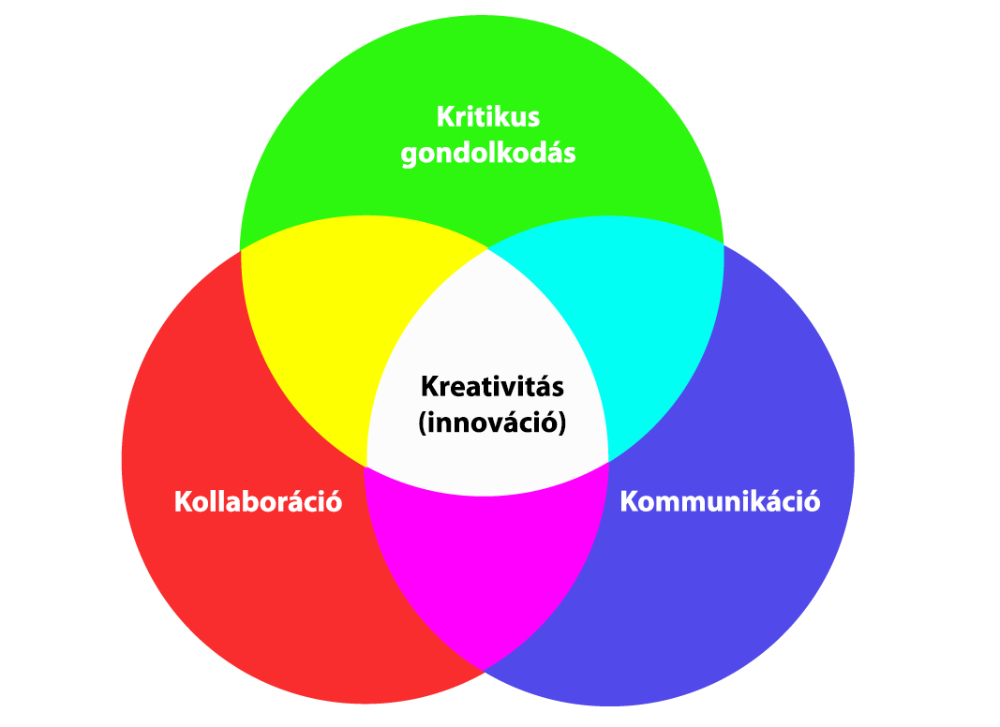 Kritikus
gondolkodás
Kreativitás
(innováció)
Kollaboráció
Kommunikáció